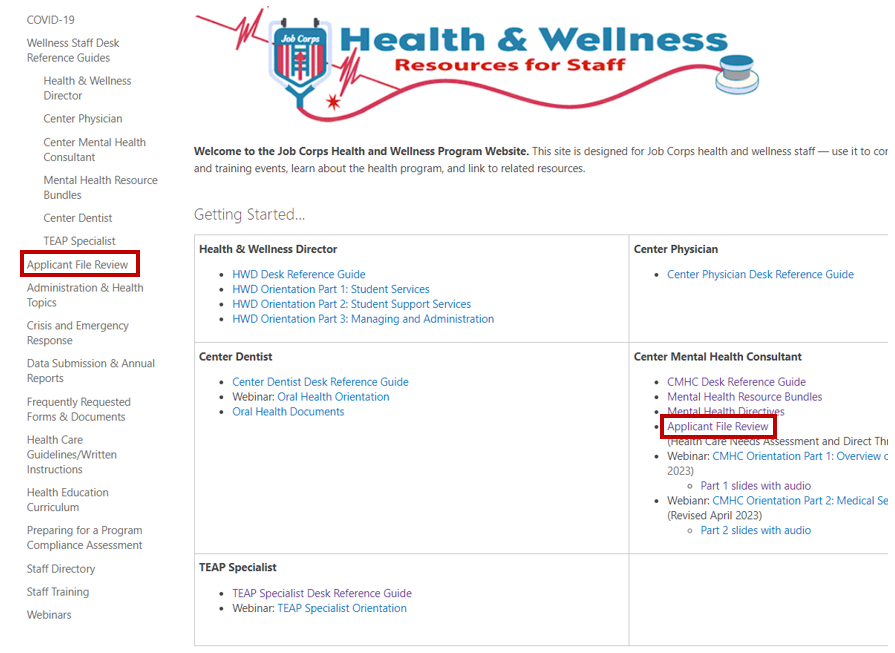 COVID-19
Wellness Staff Desk
Reference Guides
Health & Wellness
Director
Center Physician
Center Mental Health
Consultant
Mental Health Resource
Bundles
Center Dentist
TEAP Specialist
Applicant File Review
Administration & Health
Topics
Crisis and Emergency
Response
Data Submission & Annual
Reports
Frequently Requested
Forms & Documents
Health Care
Guidelines/Written
Instructions
Health Education
Curriculum
Preparing for a Program
Compliance Assessment
Staff Directory
Staff Training
Webinars
Job Corps
Health & Wellness
Resources for Staff
Welcome to the Job Corps Health and Wellness Program Website. This site is designed for Job Corps health and wellness staff — use it to
and training events, learn about the health program, and link to related resources.
Getting Started...
Health & Wellness Director
• HWD Desk Reference Guide
• HWD Orientation Part 1: Student Services
• HWD Orientation Part 2: Student Support Services
• HWD Orientation Part 3: Managing and Administration
Center Physician
• Center Physician Desk Reference Guide
Center Dentist
• Center Dentist Desk Reference Guide
• Webinar: Oral Health Orientation
• Oral Health Documents
Center Mental Health Consultant
• CMHC Desk Reference Guide
• Mental Health Resource Bundles
• Mental Health Directives
• Applicant File Review
(Health Care Needs Assessment and Direct
• Webinar: CMHC Orientation Part 1: Overview
2023)
○ Part 1 slides with audio
• Webianr: CMHC Orientation Part 2: Medical
(Revised April 2023)
○ Part 2 slides with audio
TEAP Specialist
• TEAP Specialist Desk Reference Guide
• Webinar: TEAP Specialist Orientation